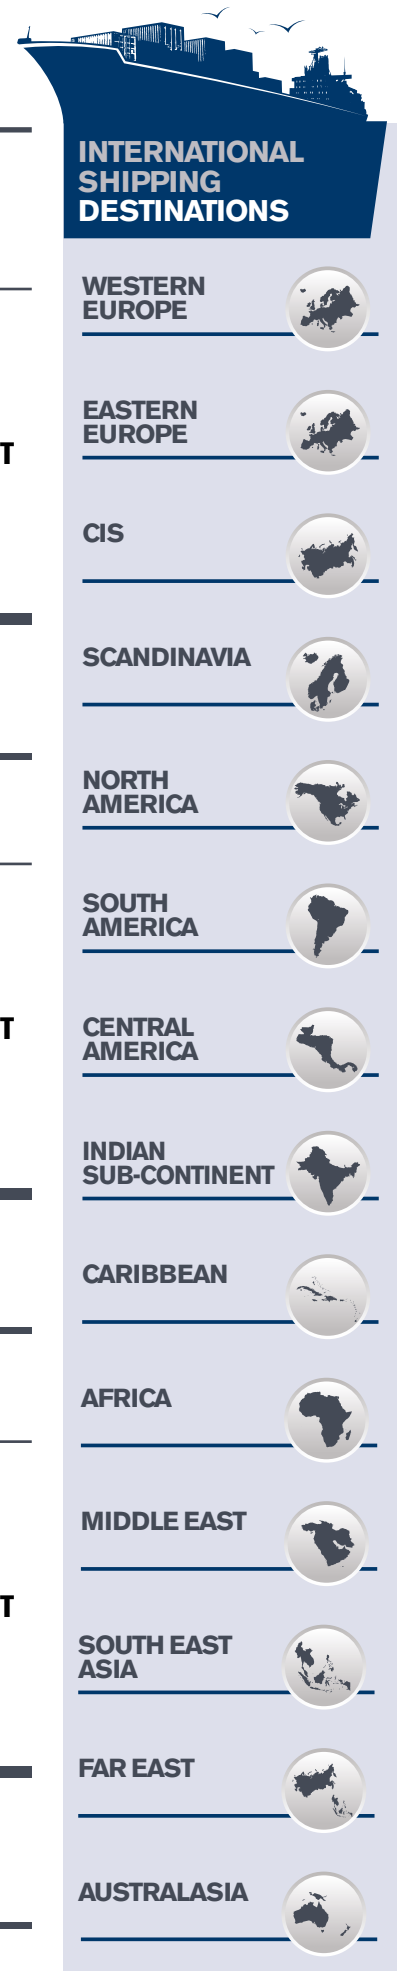 INTERNATIONAL
SHIPPING
DESTINATIONS
WESTERN
EUROPE
EASTERN
EUROPE
T
CIS
SCANDINAVIA
NORTH
AMERICA
SOUTH
AMERICA
T
CENTRAL
AMERICA
INDIAN
SUB-CONTINENT
CARIBBEAN
AFRICA
MIDDLE EAST
T
SOUTH EAST
ASIA
FAR EAST
AUSTRALASIA